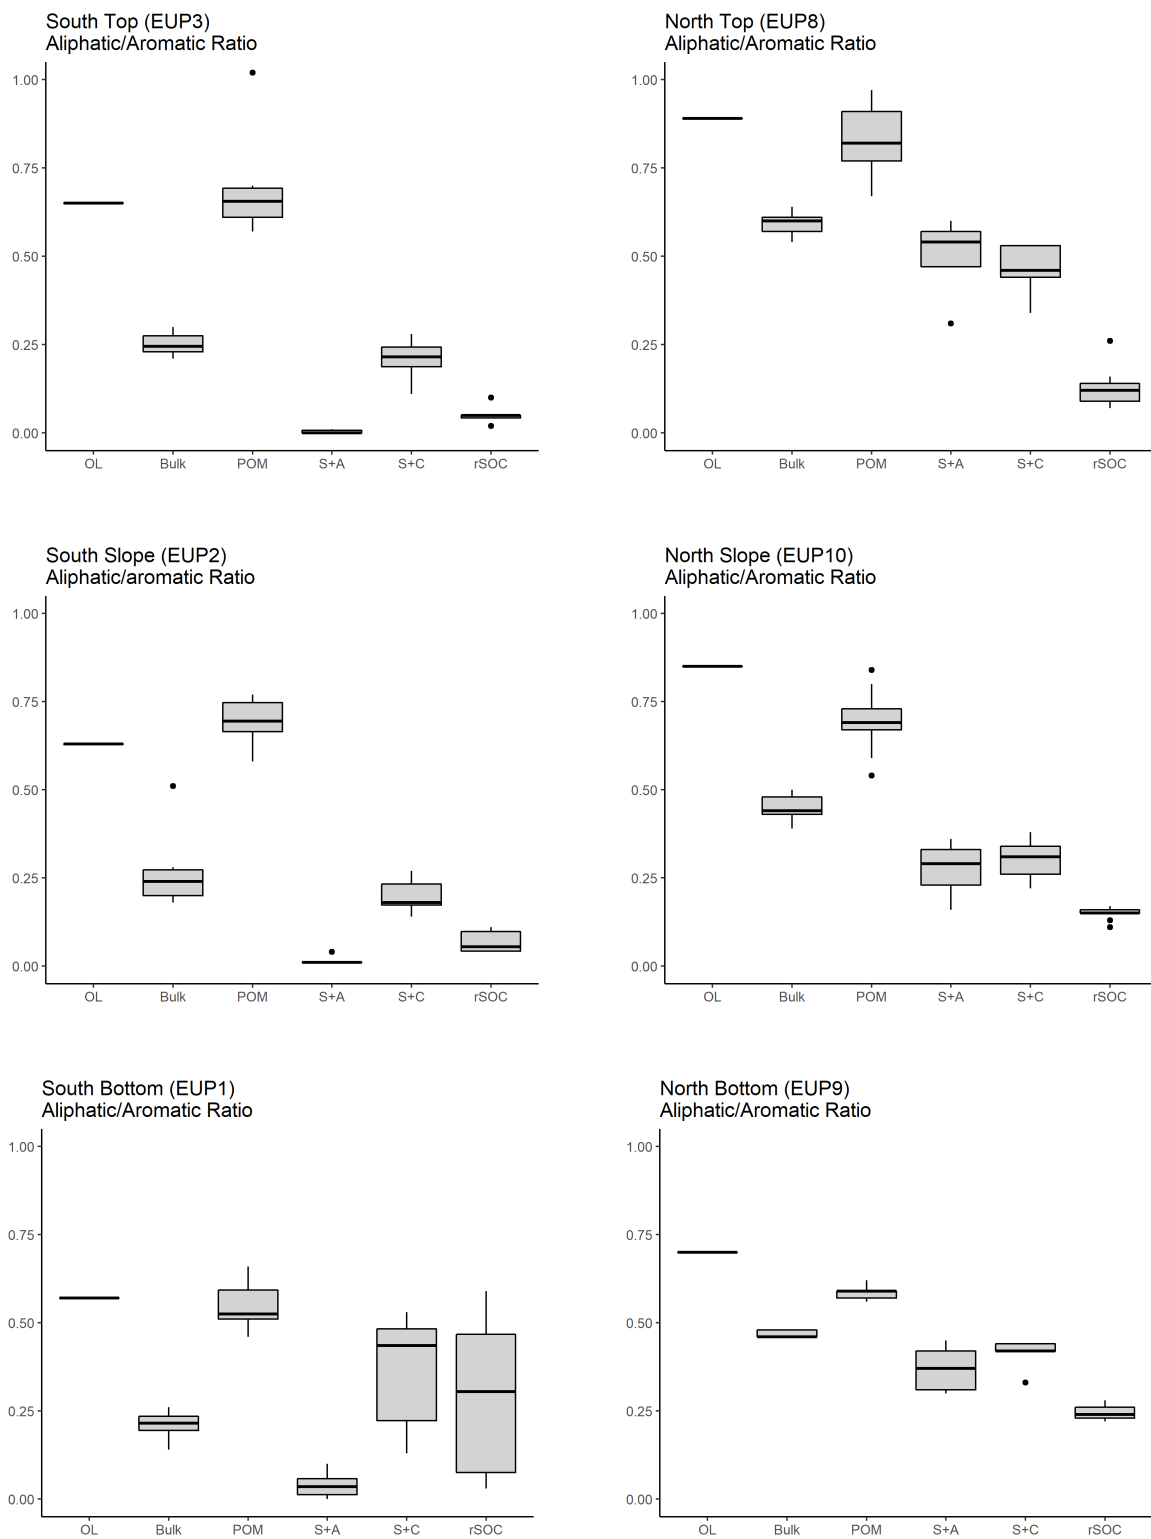 South Top (EUP3)
Aliphatic/Aromatic Ratio
1.00
0.75
0.50
0.25
0.00
OL Bulk POM S+A S+C rSOC
North Top (EUP8)
Aliphatic/Aromatic Ratio
1.00
0.75
0.50
0.25
0.00
OL Bulk POM S+A S+C rSOC
South Slope (EUP2)
Aliphatic/aromatic Ratio
1.00
0.75
0.50
0.25
0.00
OL Bulk POM S+A S+C rSOC
North Slope (EUP10)
Aliphatic/Aromatic Ratio
1.00
0.75
0.50
0.25
0.00
OL Bulk POM S+A S+C rSOC
South Bottom (EUP1)
Aliphatic/Aromatic Ratio
1.00
0.75
0.50
0.25
0.00
OL Bulk POM S+A S+C rSOC
North Bottom (EUP9)
Aliphatic/Aromatic Ratio
1.00
0.75
0.50
0.25
0.00
OL Bulk POM S+A S+C rSOC